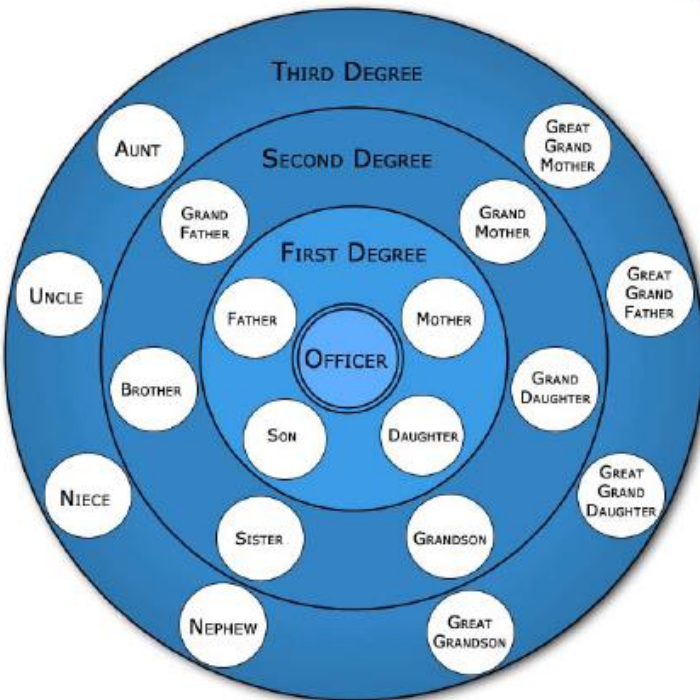 THIRD DEGREE
AUNT
GREAT
GRAND
MOTHER
SECOND DEGREE
GRAND
FATHER
GRAND
MOTHER
FIRST DEGREE
UNCLE
GREAT
GRAND
FATHER
FATHER
MOTHER
OFFICER
BROTHER
GRAND
DAUGHTER
SON
DAUGHTER
NIECE
GREAT
GRAND
DAUGHTER
SISTER
GRANDSON
NEPHEW
GREAT
GRANDSON